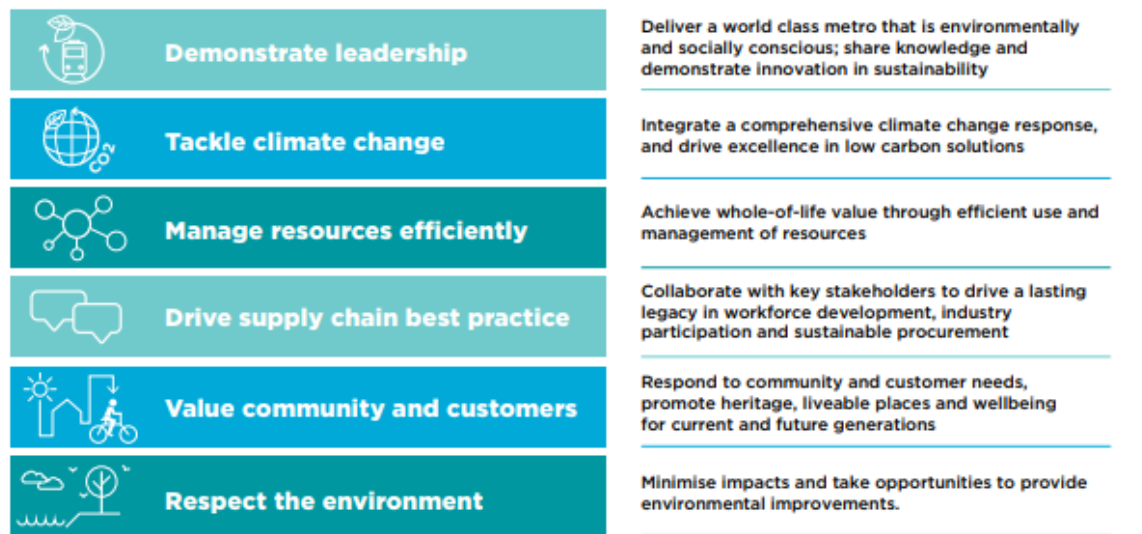 Demonstrate leadership
Deliver a world class metro that is environmentally
and socially conscious; share knowledge and
demonstrate innovation in sustainability
CO2
Tackle climate change
Integrate a comprehensive climate change response,
and drive excellence in low carbon solutions
Manage resources efficiently
Achieve whole-of-life value through efficient use and
management of resources
Drive supply chain best practice
Collaborate with key stakeholders to drive a lasting
legacy in workforce development, industry
participation and sustainable procurement
Value community and customers
Respond to community and customer needs,
promote heritage, liveable places and wellbeing
for current and future generations
Respect the environment
Minimise impacts and take opportunities to provide
environmental improvements.